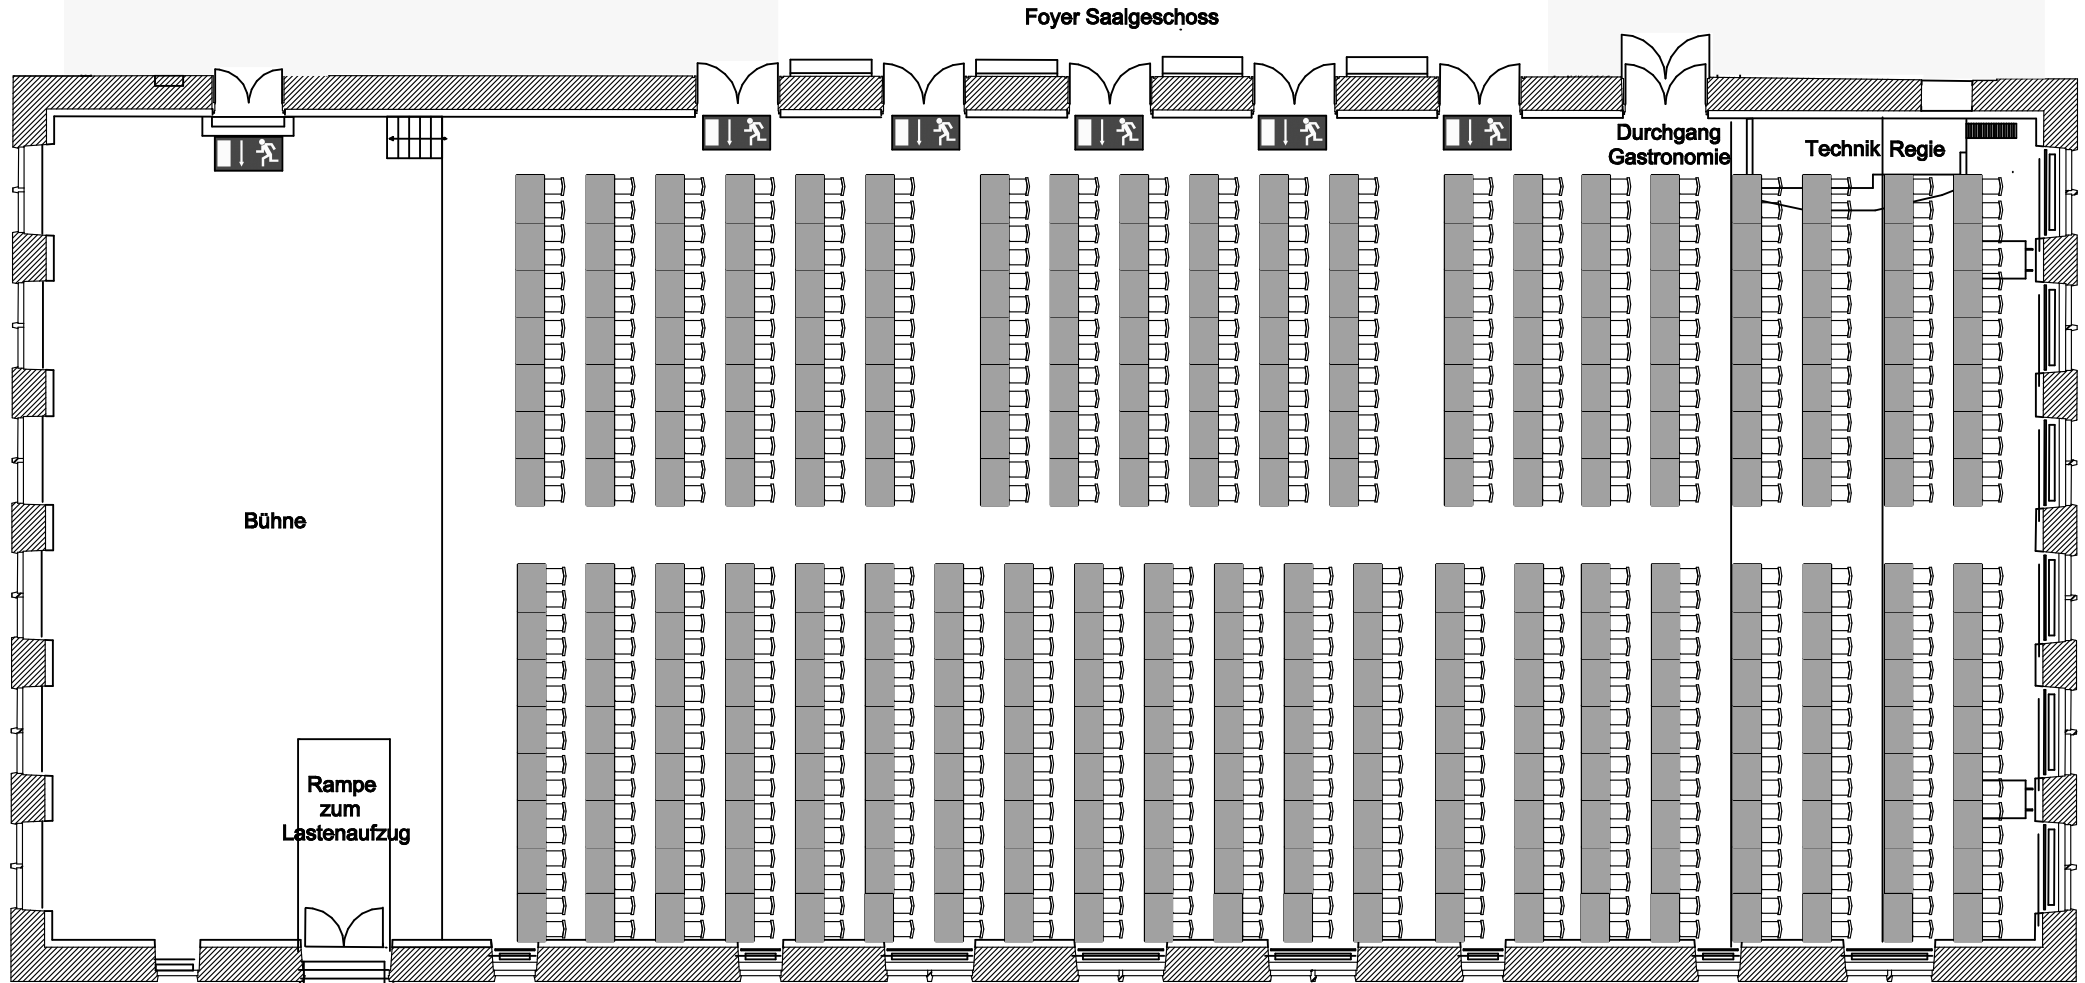 Foyer Saalgeschoss
Durchgang
Gastronomie
Technik Regie
Bühne
Rampe
zum
Lastenaufzug